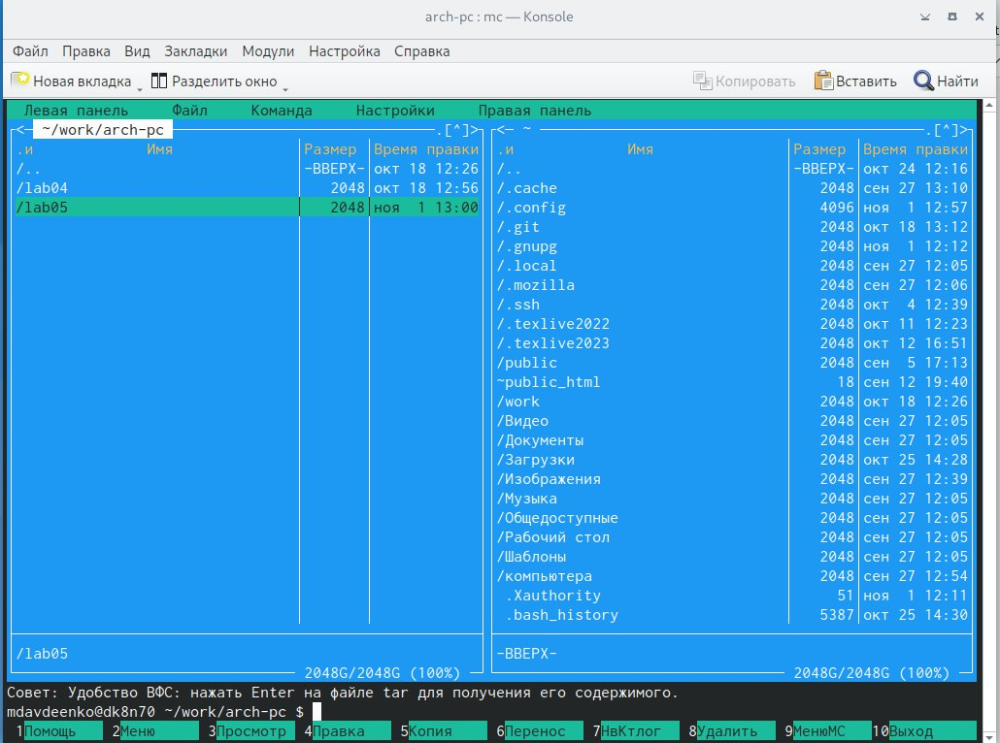 arch-pc : mc — Konsole
Файл Правка Вид Закладки Модули Настройка Справка
Новая вкладка Разделить окно Копировать Вставить Найти
Левая панель Файл Команда Настройки Правая панель
<— ~/work/arch-pc .[^]> <— ~ .[^]>
.и Имя Размер Время правки .и Имя Размер Время правки
/.. -ВВЕРХ- окт 18 12:26 /.. -ВВЕРХ- окт 24 12:16
/lab04 2048 окт 18 12:56 /.cache 2048 сен 27 13:10
/lab05 2048 ноя 1 13:00 /.config 4096 ноя 1 12:57
/.git 2048 окт 18 13:12
/.gnupg 2048 ноя 1 12:12
/.local 2048 сен 27 12:05
/.mozilla 2048 сен 27 12:06
/.ssh 2048 окт 4 12:39
/.texlive2022 2048 окт 11 12:23
/.texlive2023 2048 окт 12 16:51
/public 2048 сен 5 17:13
~public_html 18 сен 12 19:40
/work 2048 окт 18 12:26
/Видео 2048 сен 27 12:05
/Документы 2048 сен 27 12:05
/Загрузки 2048 окт 25 14:28
/Изображения 2048 сен 27 12:39
/Музыка 2048 сен 27 12:05
/Общедоступные 2048 сен 27 12:05
/Рабочий стол 2048 сен 27 12:05
/Шаблоны 2048 сен 27 12:05
/компьютера 2048 сен 27 12:54
.Xauthority 51 ноя 1 12:11
.bash_history 5387 окт 25 14:30
/lab05 -ВВЕРХ-
2048G/2048G (100%) 2048G/2048G (100%)
Совет: Удобство ВФС: нажать Enter на файле tar для получения его содержимого.
mdavdeenko@dk8n70 ~/work/arch-pc $
1Помощь 2Меню 3Просмотр 4Правка 5Копия 6Перенос 7НвКтлог 8Удалить 9МенюМС 10Выход